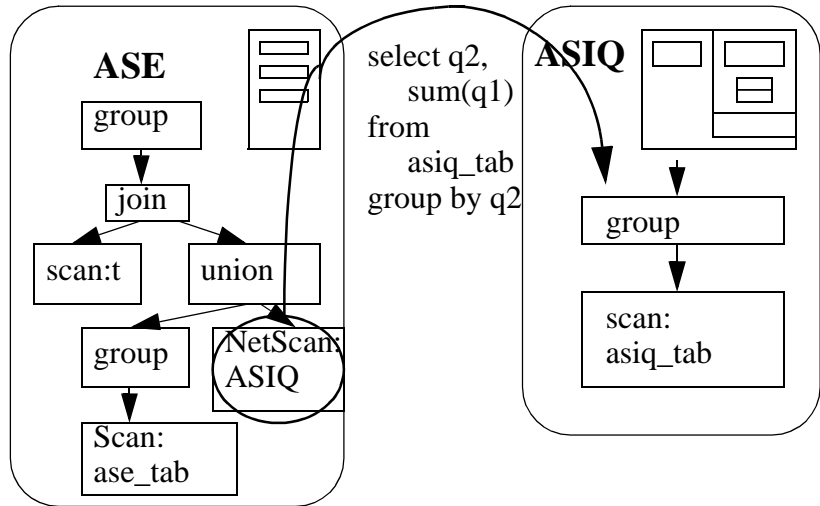 ASE
group
join
scan:t
union
group
NetScan:
ASIQ
Scan:
ase_tab
select q2,
sum(q1)
from
asiq_tab
group by q2
ASIQ
group
scan:
asiq_tab